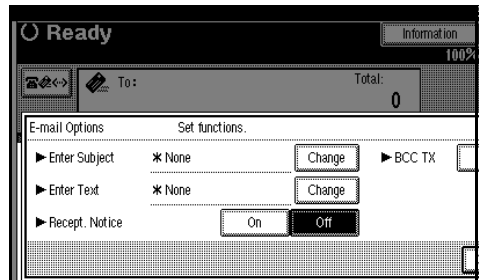 Ready
Information
100%
To:
Total:
0
E-mail Options Set functions.
► Enter Subject * None Change ► BCC TX
► Enter Text * None Change
► Recept. Notice On Off